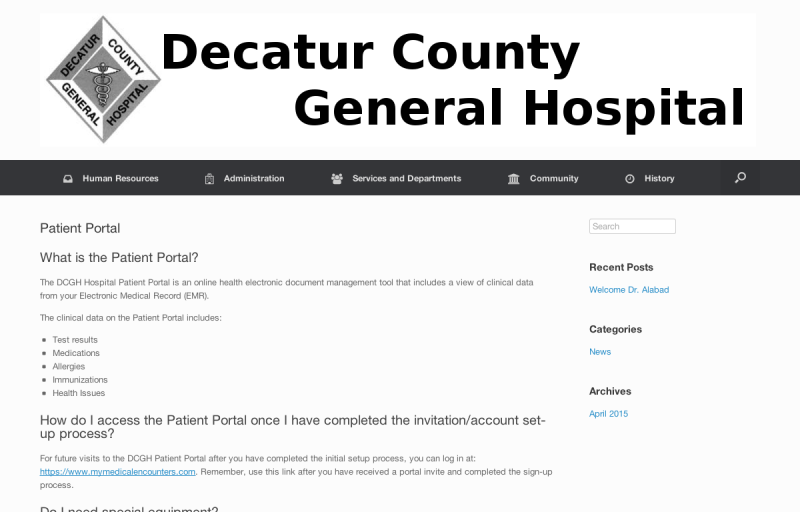 DECATUR COUNTY
GENERAL HOSPITAL
Decatur County
General Hospital
Human Resources
Administration
Services and Departments
Community
History
Patient Portal
What is the Patient Portal?
The DCGH Hospital Patient Portal is an online health electronic document management tool that includes a view of clinical data
from your Electronic Medical Record (EMR).
The clinical data on the Patient Portal includes:
Test results
Medications
Allergies
Immunizations
Health Issues
How do I access the Patient Portal once I have completed the invitation/account set-
up process?
For future visits to the DCGH Patient Portal after you have completed the initial setup process, you can log in at:
https://www.mymedicalencounters.com. Remember, use this link after you have received a portal invite and completed the sign-up
process.
Do I need special equipment?
Search
Recent Posts
Welcome Dr. Alabad
Categories
News
Archives
April 2015